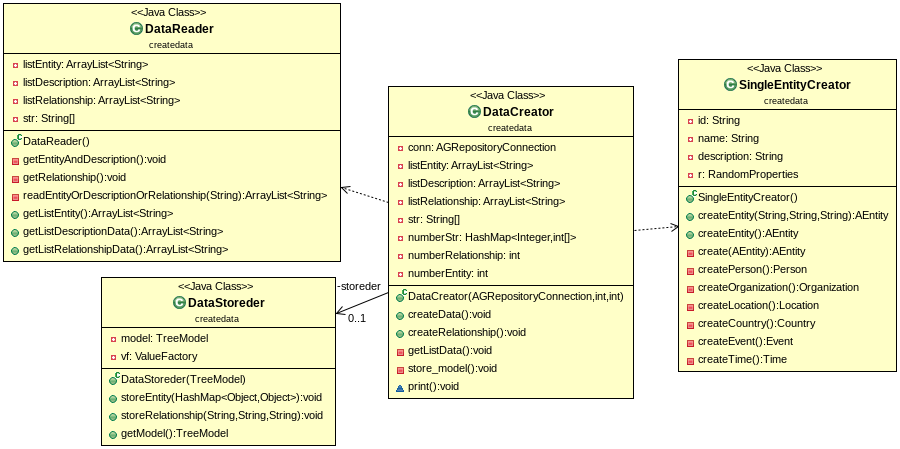 <<Java Class>>
DataReader
createdata
listEntity: ArrayList<String>
listDescription: ArrayList<String>
listRelationship: ArrayList<String>
str: String[]
DataReader()
getEntityAndDescription():void
getRelationship():void
readEntityOrDescriptionOrRelationship(String):ArrayList<String>
getListEntity():ArrayList<String>
getListDescriptionData():ArrayList<String>
getListRelationshipData():ArrayList<String>
<<Java Class>>
DataCreator
createdata
conn: AGRepositoryConnection
listEntity: ArrayList<String>
listDescription: ArrayList<String>
listRelationship: ArrayList<String>
str: String[]
numberStr: HashMap<Integer,int[]>
numberRelationship: int
numberEntity: int
DataCreator(AGRepositoryConnection,int,int)
createData():void
createRelationship():void
getListData():void
store_model():void
print():void
<<Java Class>>
SingleEntityCreator
createdata
id: String
name: String
description: String
r: RandomProperties
SingleEntityCreator()
createEntity(String,String,String):AEntity
createEntity():AEntity
create(AEntity):AEntity
createPerson():Person
createOrganization():Organization
createLocation():Location
createCountry():Country
createEvent():Event
createTime():Time
-storeder
0..1
<<Java Class>>
DataStoreder
createdata
model: TreeModel
vf: ValueFactory
DataStoreder(TreeModel)
storeEntity(HashMap<Object,Object>):void
storeRelationship(String,String,String):void
getModel():TreeModel